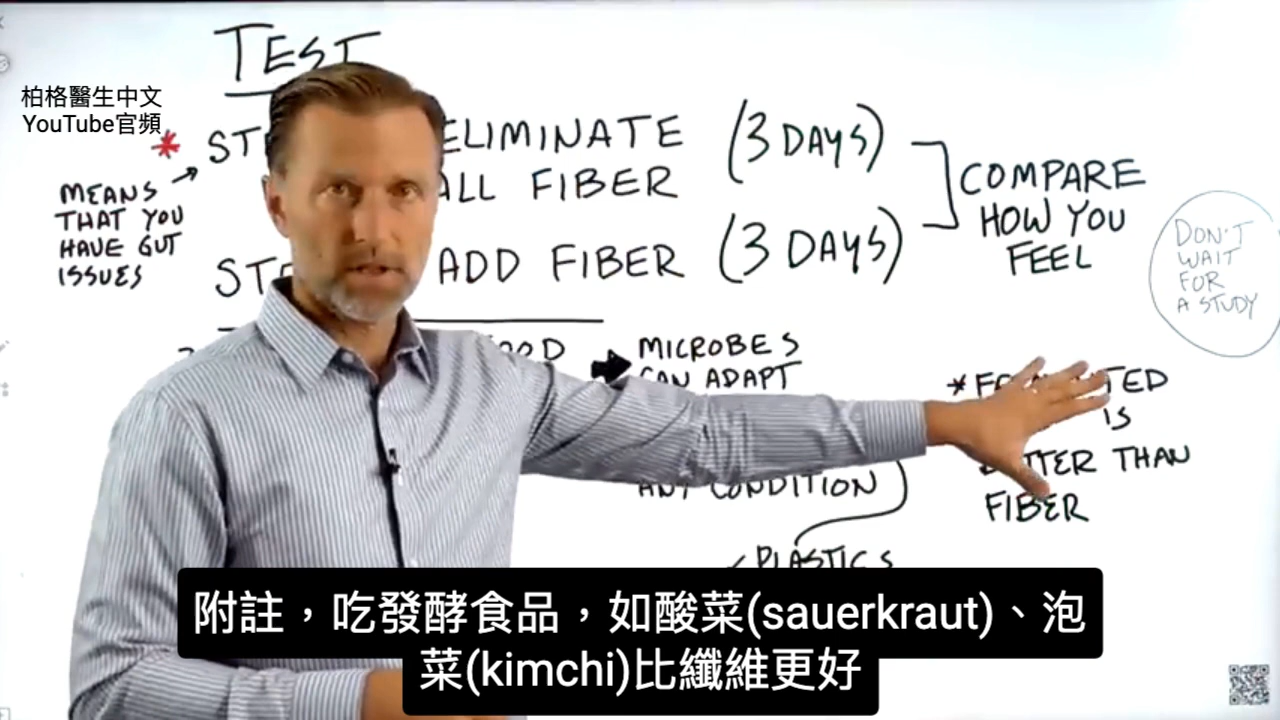 TEST
柏格醫生中文
YouTube官頻
* ELIMINATE (3 DAYS)
ALL FIBER
MEANS
THAT YOU
HAVE GUT
ISSUES
ADD FIBER (3 DAYS)
COMPARE
HOW YOU
FEEL
DON'T
WAIT
FOR
A STUDY
MICROBES
CAN ADAPT
ANY CONDITION
*
IS
BETTER THAN
FIBER
PLASTICS
附註，吃發酵食品，如酸菜(sauerkraut)、泡
菜(kimchi)比纖維更好